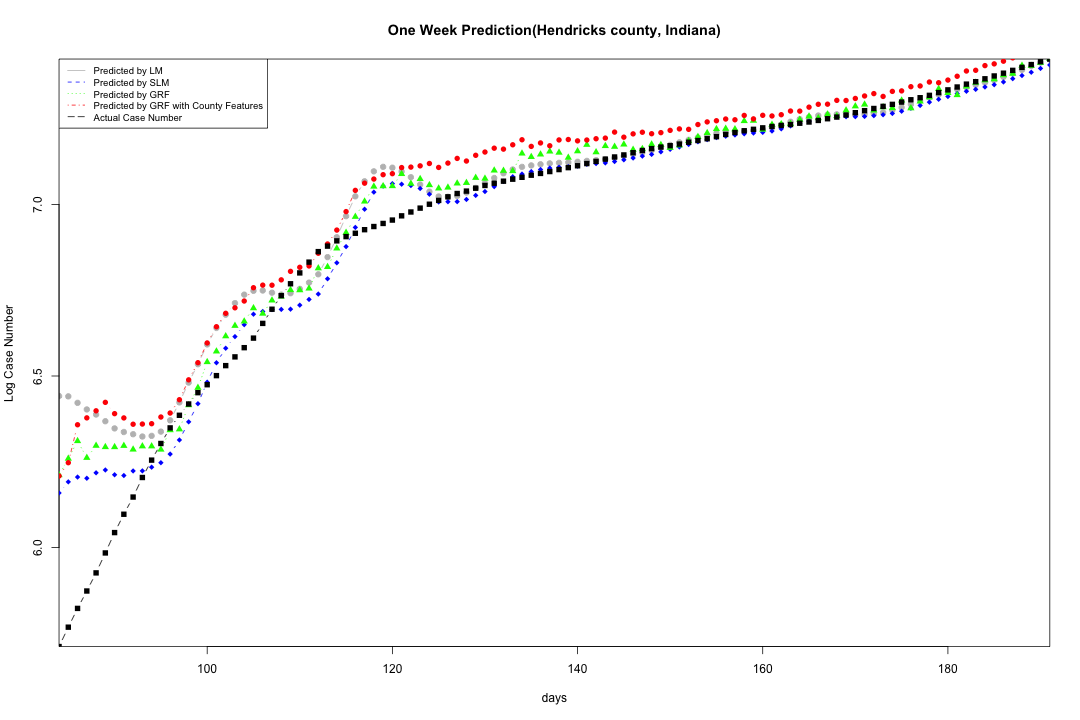 One Week Prediction(Hendricks county, Indiana)
Predicted by LM
Predicted by SLM
Predicted by GRF
Predicted by GRF with County Features
Actual Case Number
Log Case Number
7.0
6.5
6.0
100 120 140 160 180
days